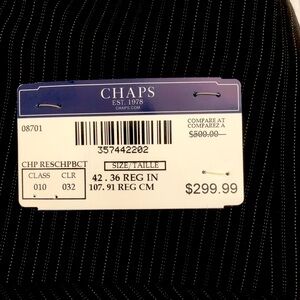 CHAPS
EST. 1978
CHAPS.COM
08701
COMPARE AT
COMPAREZ A
$500.00
357442202
CHP RESCHPBCT
SIZE/TAILLE
CLASS CLR
010 032
42 . 36 REG IN
107. 91 REG CM
$299.99